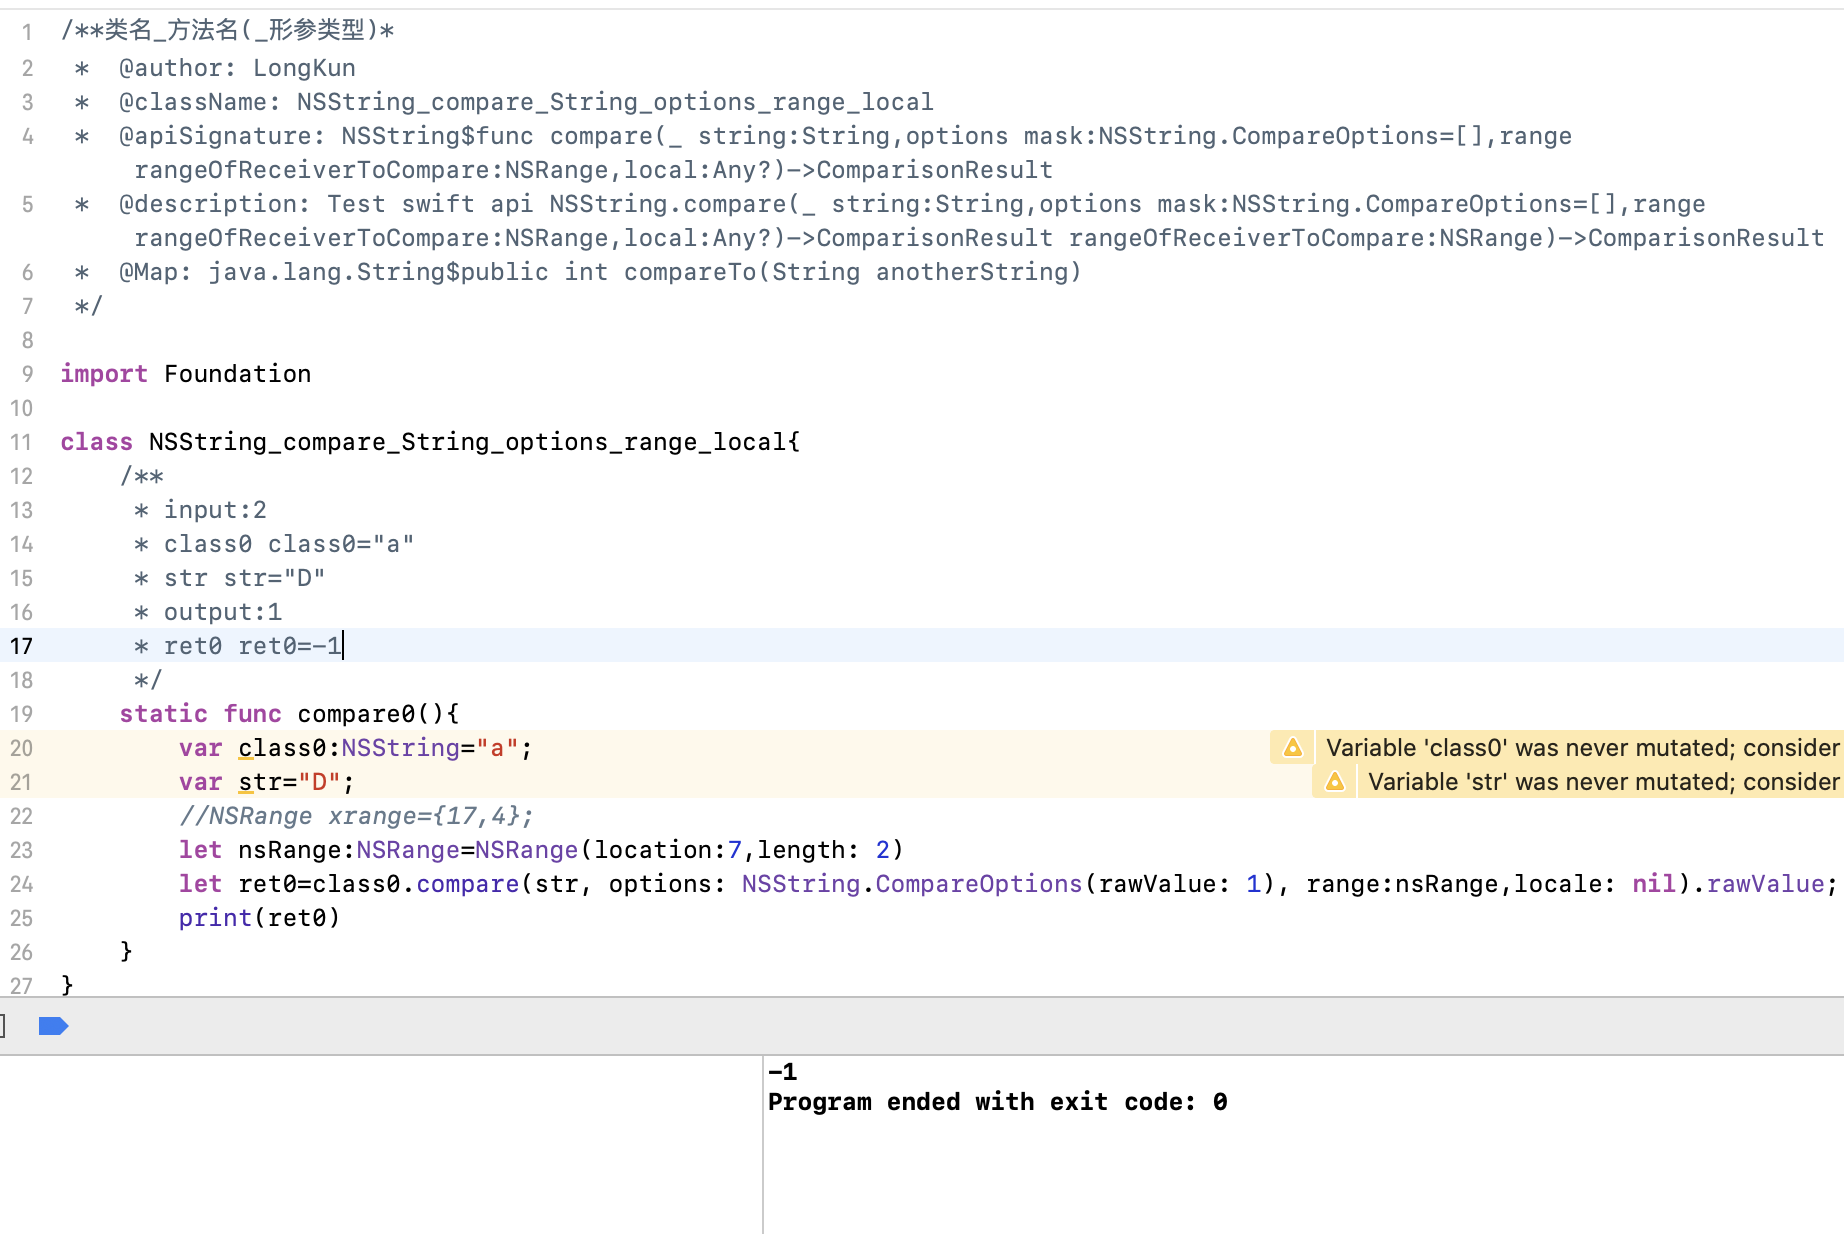 1 /**类名_方法名(_形参类型)*
2 * @author: LongKun
3 * @className: NSString_compare_String_options_range_local
4 * @apiSignature: NSString$func compare(_ string:String,options mask:NSString.CompareOptions=[],range
rangeOfReceiverToCompare:NSRange,local:Any?)->ComparisonResult
5 * @description: Test swift api NSString.compare(_ string:String,options mask:NSString.CompareOptions=[],range
rangeOfReceiverToCompare:NSRange,local:Any?)->ComparisonResult rangeOfReceiverToCompare:NSRange)->ComparisonResult
6 * @Map: java.lang.String$public int compareTo(String anotherString)
7 */
8
9 import Foundation
10
11 class NSString_compare_String_options_range_local{
12 /**
13 * input:2
14 * class0 class0="a"
15 * str str="D"
16 * output:1
17 * ret0 ret0=-1
18 */
19 static func compare0(){
20 var class0:NSString="a"; Variable 'class0' was never mutated; consider
21 var str="D"; Variable 'str' was never mutated; consider
22 //NSRange xrange={17,4};
23 let nsRange:NSRange=NSRange(location:7,length: 2)
24 let ret0=class0.compare(str, options: NSString.CompareOptions(rawValue: 1), range:nsRange,locale: nil).rawValue;
25 print(ret0)
26 }
27 }
-1
Program ended with exit code: 0